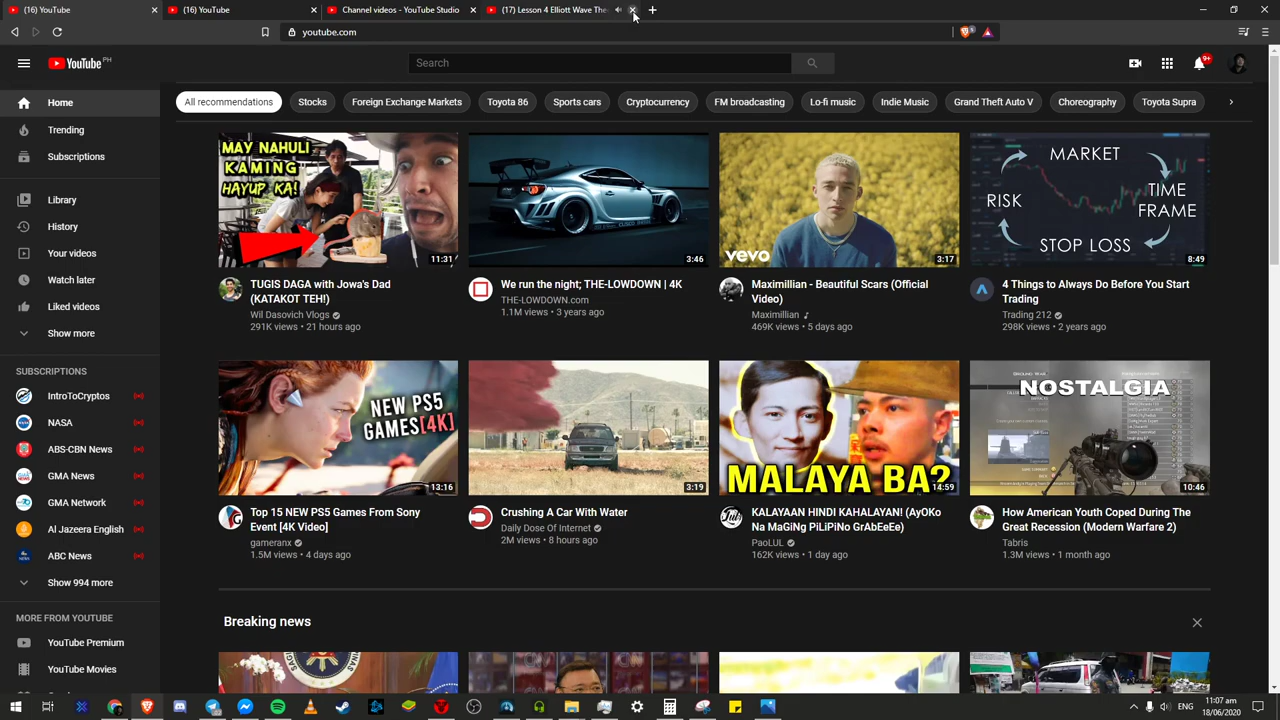 (16) YouTube
(16) YouTube
Channel videos - YouTube Studio
(17) Lesson 4 Elliott Wave The
youtube.com
YouTube PH
Search
9+
All recommendations
Stocks
Foreign Exchange Markets
Toyota 86
Sports cars
Cryptocurrency
FM broadcasting
Lo-fi music
Indie Music
Grand Theft Auto V
Choreography
Toyota Supra
Home
Trending
Subscriptions
Library
History
Your videos
Watch later
Liked videos
Show more
SUBSCRIPTIONS
IntroToCryptos
NASA
ABS-CBN News
GMA News
GMA Network
Al Jazeera English
ABC News
Show 994 more
MORE FROM YOUTUBE
YouTube Premium
YouTube Movies
MAY NAHULI
KAMING
HAYUP KA!
11:31
TUGIS DAGA with Jowa's Dad
(KATAKOT TEH!)
Wil Dasovich Vlogs
291K views • 21 hours ago
3:46
We run the night; THE-LOWDOWN | 4K
THE-LOWDOWN.com
1.1M views • 3 years ago
vevo
3:17
Maximillian - Beautiful Scars (Official
Video)
Maximillian
469K views • 5 days ago
MARKET
RISK
TIME
FRAME
STOP LOSS
8:49
4 Things to Always Do Before You Start
Trading
Trading 212
298K views • 2 years ago
NEW PS5
GAMES[4K]
13:16
Top 15 NEW PS5 Games From Sony
Event [4K Video]
gameranx
1.5M views • 4 days ago
3:19
Crushing A Car With Water
Daily Dose Of Internet
2M views • 8 hours ago
MALAYA BA?
14:59
KALAYAAN HINDI KAHALAYAN! (AyOKo
Na MaGiNg PiLiPiNo GrAbEeEe)
PaoLUL
162K views • 1 day ago
NOSTALGIA
10:46
How American Youth Coped During The
Great Recession (Modern Warfare 2)
Tabris
1.3M views • 1 month ago
Breaking news
11:07 am
18/06/2020